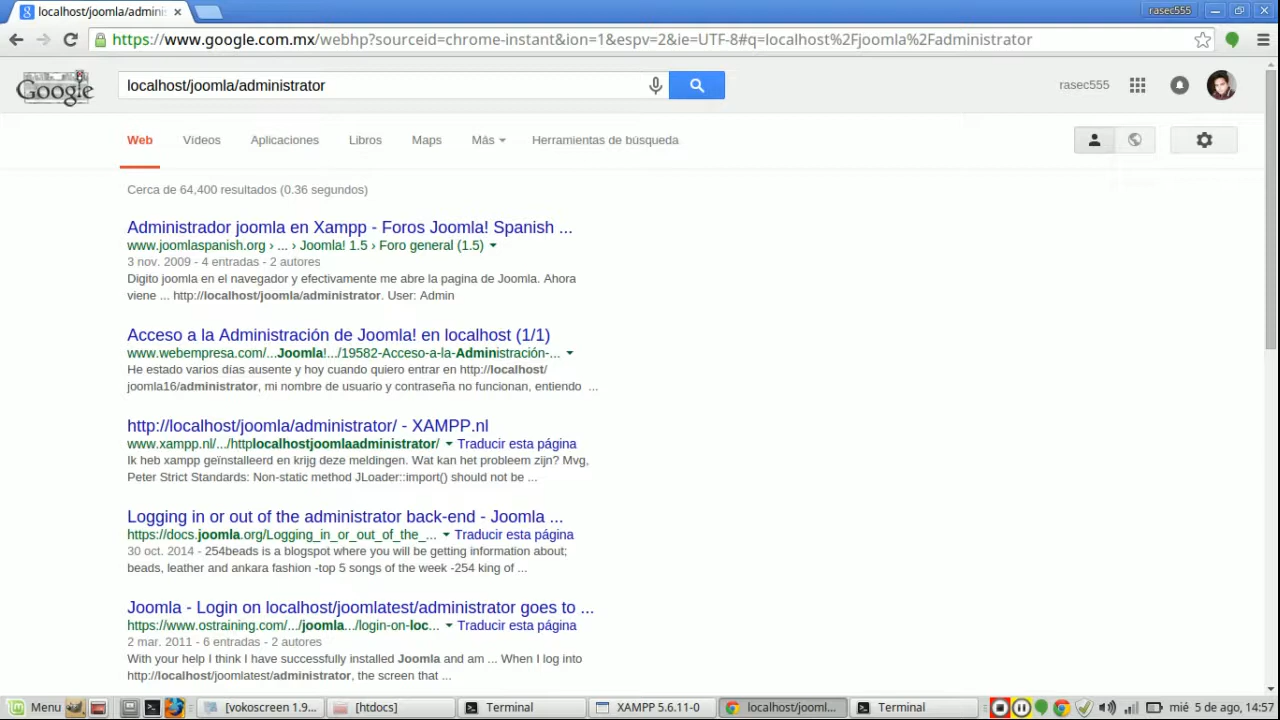 localhost/joomla/adminis
rasec555
https://www.google.com.mx/webhp?sourceid=chrome-instant&ion=1&espv=2&ie=UTF-8#q=localhost%2Fjoomla%2Fadministrator
Google
localhost/joomla/administrator
rasec555
Web Vídeos Aplicaciones Libros Maps Más Herramientas de búsqueda
Cerca de 64,400 resultados (0.36 segundos)
Administrador joomla en Xampp - Foros Joomla! Spanish ...
www.joomlaspanish.org › ... › Joomla! 1.5 › Foro general (1.5)
3 nov. 2009 - 4 entradas - 2 autores
Digito joomla en el navegador y efectivamente me abre la pagina de Joomla. Ahora
viene ... http://localhost/joomla/administrator. User: Admin
Acceso a la Administración de Joomla! en localhost (1/1)
www.webempresa.com/...Joomla!.../19582-Acceso-a-la-Administración-...
He estado varios días ausente y hoy cuando quiero entrar en http://localhost/
joomla16/administrator, mi nombre de usuario y contraseña no funcionan, entiendo ...
http://localhost/joomla/administrator/ - XAMPP.nl
www.xampp.nl/.../httplocalhostjoomlaadministrator/ Traducir esta página
Ik heb xampp geïnstalleerd en krijg deze meldingen. Wat kan het probleem zijn? Mvg,
Peter Strict Standards: Non-static method JLoader::import() should not be ...
Logging in or out of the administrator back-end - Joomla ...
https://docs.joomla.org/Logging_in_or_out_of_the_... Traducir esta página
30 oct. 2014 - 254beads is a blogspot where you will be getting information about;
beads, leather and ankara fashion -top 5 songs of the week -254 king of ...
Joomla - Login on localhost/joomlatest/administrator goes to ...
https://www.ostraining.com/.../joomla.../login-on-loc... Traducir esta página
2 mar. 2011 - 6 entradas - 2 autores
With your help I think I have successfully installed Joomla and am ... When I log into
http://localhost/joomlatest/administrator, the screen that ...
Menu [vokoscreen 1.9... [htdocs] Terminal XAMPP 5.6.11-0 localhost/jooml... Terminal mié 5 de ago, 14:57